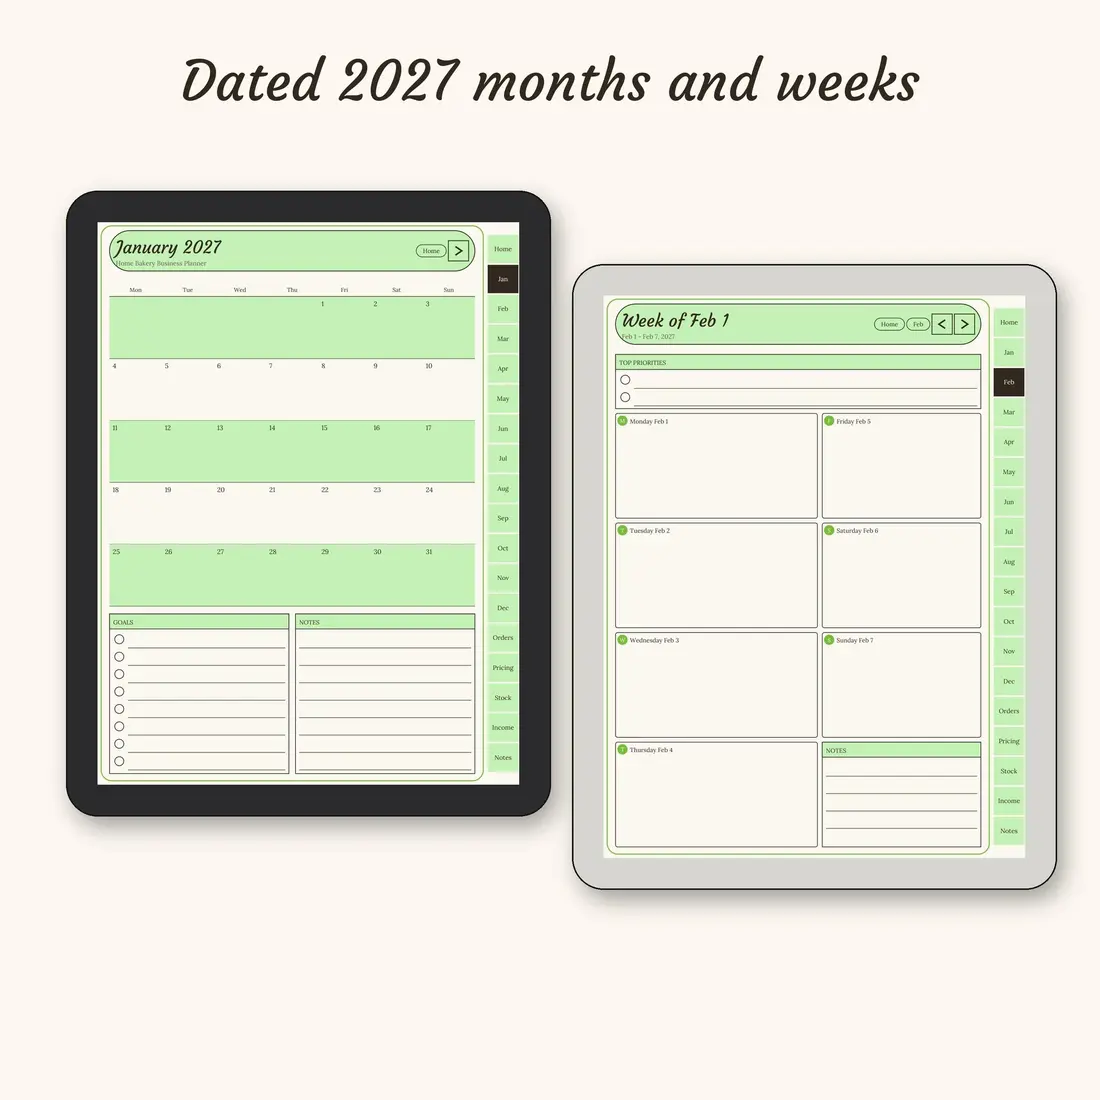 Dated 2027 months and weeks
January 2027
Home Bakery Business Planner
Home
>
Mon Tue Wed Thu Fri Sat Sun
1 2 3
4 5 6 7 8 9 10
11 12 13 14 15 16 17
18 19 20 21 22 23 24
25 26 27 28 29 30 31
GOALS
NOTES
Home
Jan
Feb
Mar
Apr
May
Jun
Jul
Aug
Sep
Oct
Nov
Dec
Orders
Pricing
Stock
Income
Notes
Week of Feb 1
Feb 1 - Feb 7, 2027
Home Feb < >
TOP PRIORITIES
M Monday Feb 1
F Friday Feb 5
T Tuesday Feb 2
S Saturday Feb 6
W Wednesday Feb 3
S Sunday Feb 7
T Thursday Feb 4
NOTES
Home
Jan
Feb
Mar
Apr
May
Jun
Jul
Aug
Sep
Oct
Nov
Dec
Orders
Pricing
Stock
Income
Notes